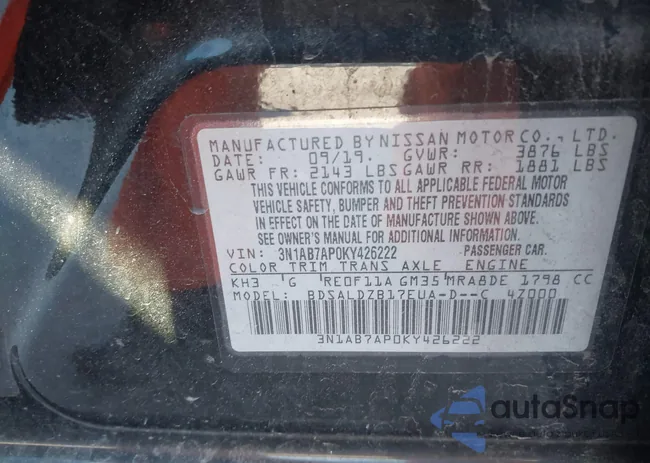 MANUFACTURED BY NISSAN MOTOR CO., LTD.
DATE: 09/19. GVWR: 3876 LBS
GAWR FR: 2143 LBS GAWR RR: 1881 LBS
THIS VEHICLE CONFORMS TO ALL APPLICABLE FEDERAL MOTOR
VEHICLE SAFETY, BUMPER AND THEFT PREVENTION STANDARDS
IN EFFECT ON THE DATE OF MANUFACTURE SHOWN ABOVE.
SEE OWNER'S MANUAL FOR ADDITIONAL INFORMATION.
VIN: 3N1AB7AP0KY426222 PASSENGER CAR.
COLOR TRIM TRANS AXLE ENGINE
KH3 'G 'RE0F11A GM35'MRA8DE 1798 CC
MODEL: BDSALDZB17EUA-D--C 4Z000
3N1AB7AP0KY426222
autoSnap